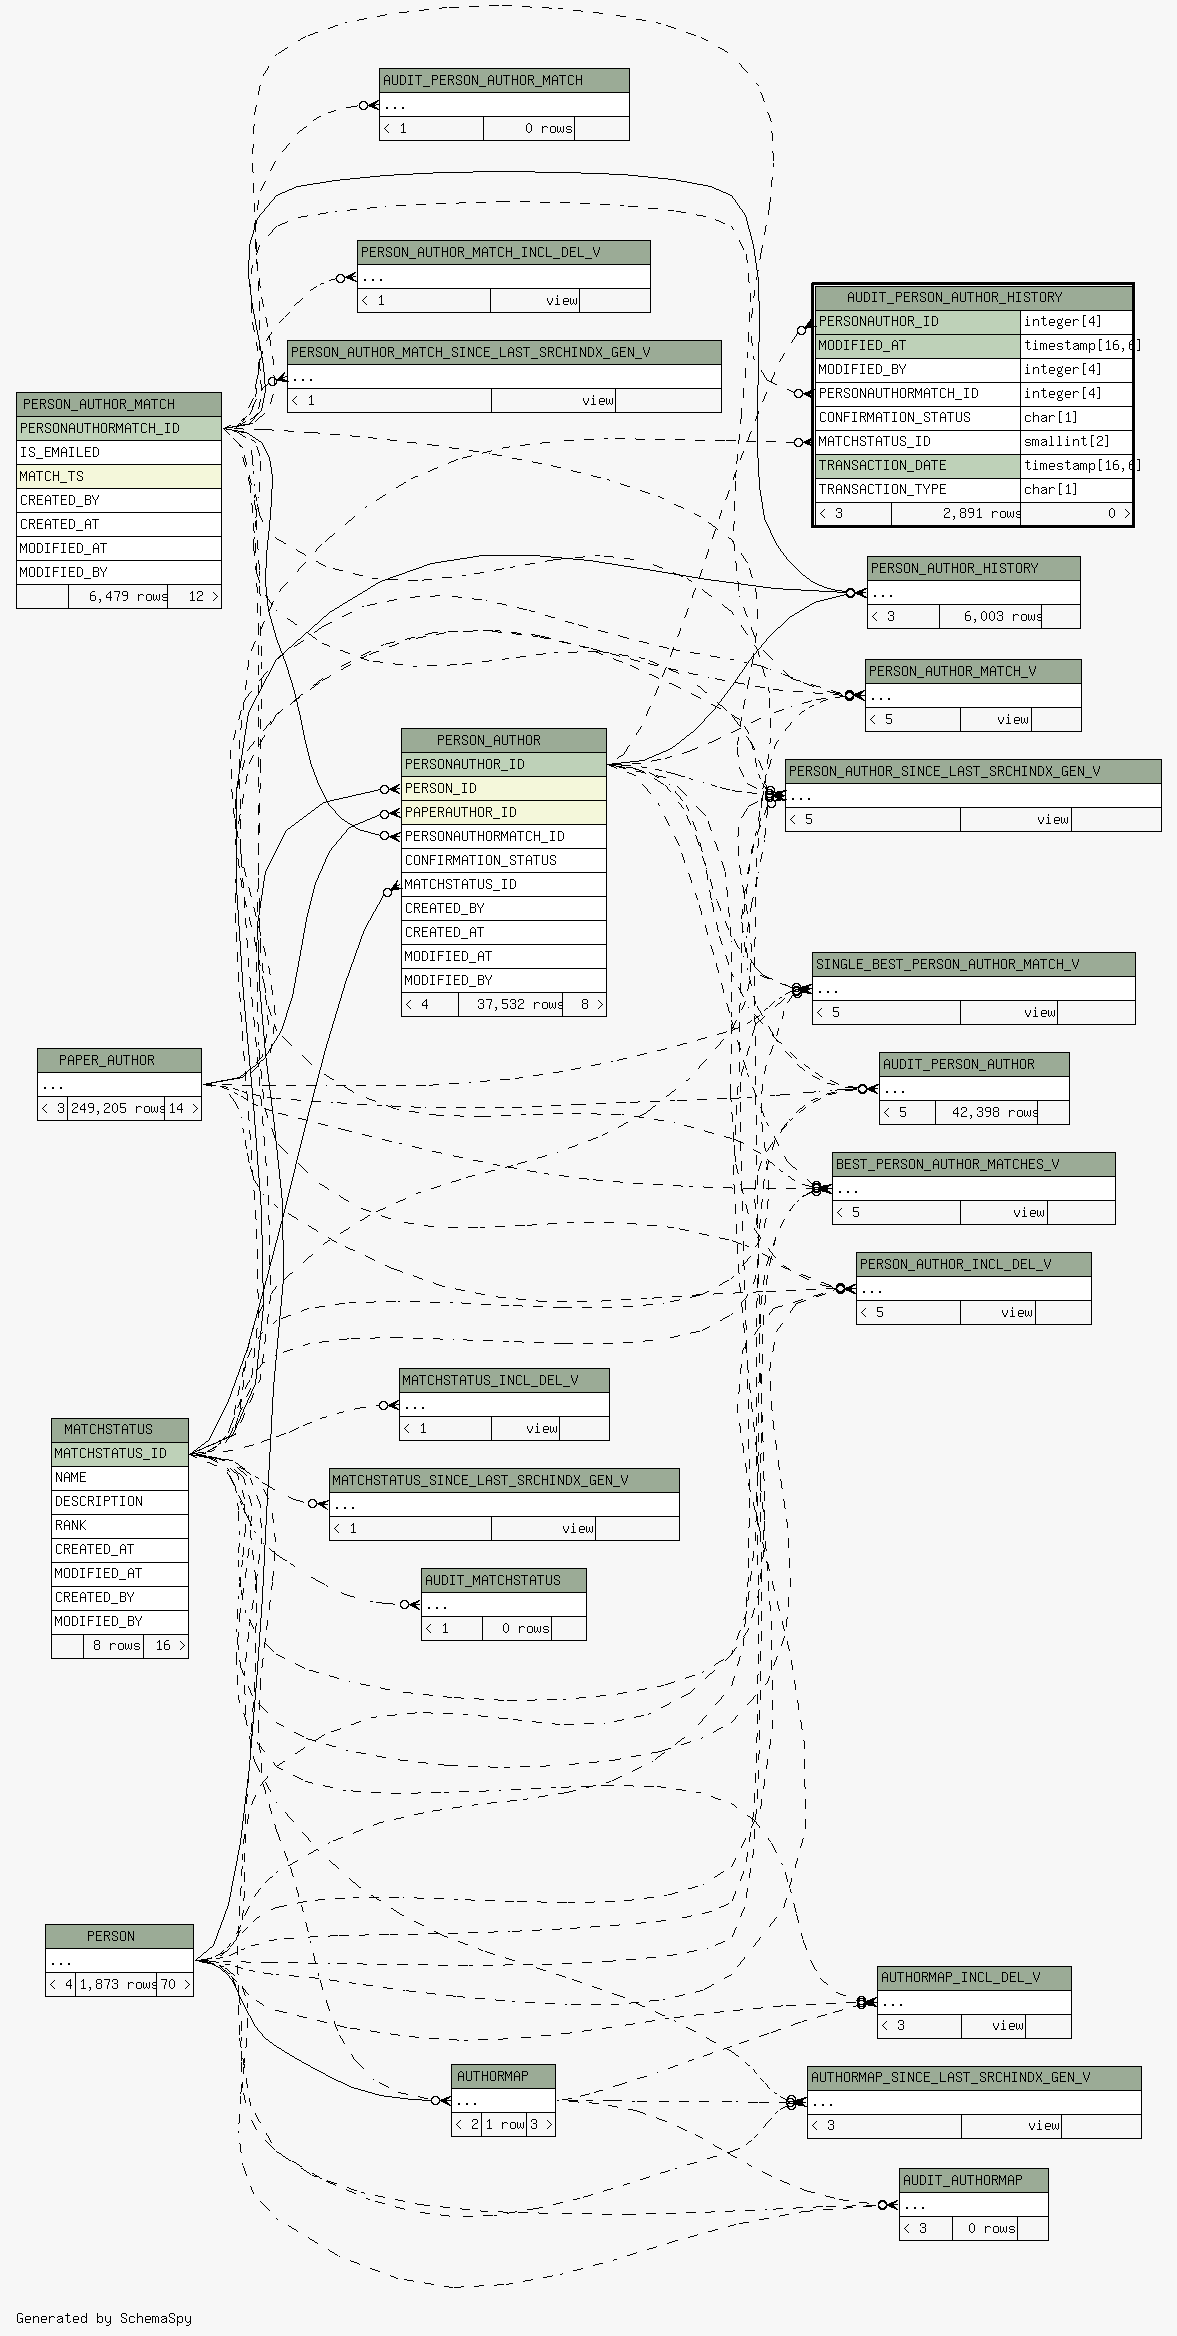 AUDIT_PERSON_AUTHOR_MATCH
...
< 1 0 rows
PERSON_AUTHOR_MATCH_INCL_DEL_V
...
< 1 view
PERSON_AUTHOR_MATCH_SINCE_LAST_SRCHINDX_GEN_V
...
< 1 view
AUDIT_PERSON_AUTHOR_HISTORY
PERSONAUTHOR_ID integer[4]
MODIFIED_AT timestamp[16,6]
MODIFIED_BY integer[4]
PERSONAUTHORMATCH_ID integer[4]
CONFIRMATION_STATUS char[1]
MATCHSTATUS_ID smallint[2]
TRANSACTION_DATE timestamp[16,6]
TRANSACTION_TYPE char[1]
< 3 2,891 rows 0 >
PERSON_AUTHOR_MATCH
PERSONAUTHORMATCH_ID
IS_EMAILED
MATCH_TS
CREATED_BY
CREATED_AT
MODIFIED_AT
MODIFIED_BY
6,479 rows 12 >
PERSON_AUTHOR_HISTORY
...
< 3 6,003 rows
PERSON_AUTHOR_MATCH_V
...
< 5 view
PERSON_AUTHOR
PERSONAUTHOR_ID
PERSON_ID
PAPERAUTHOR_ID
PERSONAUTHORMATCH_ID
CONFIRMATION_STATUS
MATCHSTATUS_ID
CREATED_BY
CREATED_AT
MODIFIED_AT
MODIFIED_BY
< 4 37,532 rows 8 >
PERSON_AUTHOR_SINCE_LAST_SRCHINDX_GEN_V
...
< 5 view
SINGLE_BEST_PERSON_AUTHOR_MATCH_V
...
< 5 view
PAPER_AUTHOR
...
< 3 249,205 rows 14 >
AUDIT_PERSON_AUTHOR
...
< 5 42,398 rows
BEST_PERSON_AUTHOR_MATCHES_V
...
< 5 view
PERSON_AUTHOR_INCL_DEL_V
...
< 5 view
MATCHSTATUS_INCL_DEL_V
...
< 1 view
MATCHSTATUS
MATCHSTATUS_ID
NAME
DESCRIPTION
RANK
CREATED_AT
MODIFIED_AT
CREATED_BY
MODIFIED_BY
8 rows 16 >
MATCHSTATUS_SINCE_LAST_SRCHINDX_GEN_V
...
< 1 view
AUDIT_MATCHSTATUS
...
< 1 0 rows
PERSON
...
< 4 1,873 rows 70 >
AUTHORMAP_INCL_DEL_V
...
< 3 view
AUTHORMAP
...
< 2 1 row 3 >
AUTHORMAP_SINCE_LAST_SRCHINDX_GEN_V
...
< 3 view
AUDIT_AUTHORMAP
...
< 3 0 rows
Generated by SchemaSpy